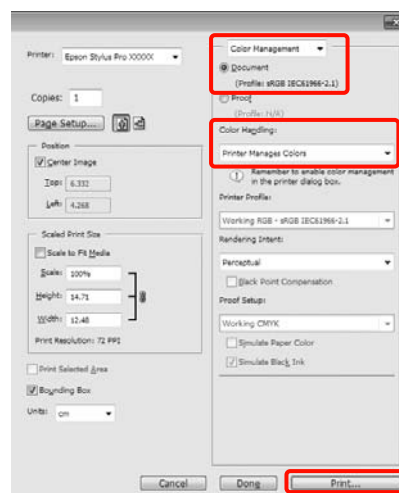 Printer: Epson Stylus Pro XXXXX
Copies: 1
Page Setup...
Position
Center Image
Top: 6.332
Left: 4.268
Scaled Print Size
Scale to Fit Media
Scale: 100%
Height: 14.71
Width: 12.48
Print Resolution: 72 PPI
Print Selected Area
Bounding Box
Units: cm
Color Management
Document
(Profile: sRGB IEC61966-2.1)
Proof
(Profile: N/A)
Color Handling:
Printer Manages Colors
Remember to enable color management
in the printer dialog box.
Printer Profile:
Working RGB - sRGB IEC61966-2.1
Rendering Intent:
Perceptual
Black Point Compensation
Proof Setup:
Working CMYK
Simulate Paper Color
Simulate Black Ink
Cancel
Done
Print...